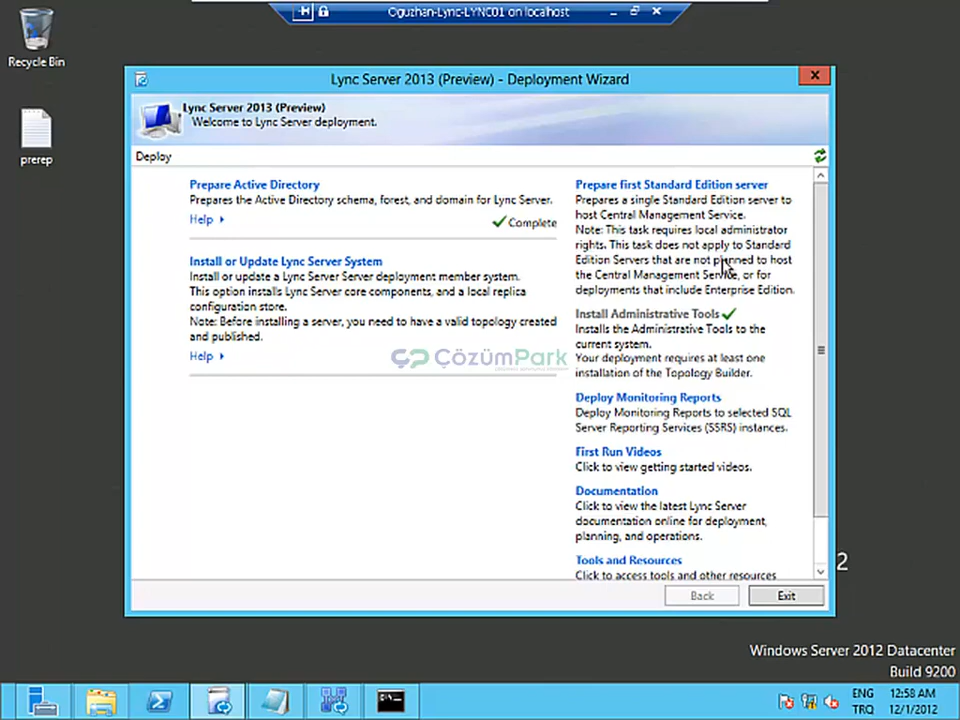 Oguzhan-Lync-LYNC01 on localhost
Recycle Bin
prerep
Lync Server 2013 (Preview) - Deployment Wizard
Lync Server 2013 (Preview)
Welcome to Lync Server deployment.
Deploy
Prepare Active Directory
Prepares the Active Directory schema, forest, and domain for Lync Server.
Help
Complete
Install or Update Lync Server System
Install or update a Lync Server Server deployment member system.
This option installs Lync Server core components, and a local replica
configuration store.
Note: Before installing a server, you need to have a valid topology created
and published.
Help
ÇözümPark
Prepare first Standard Edition server
Prepares a single Standard Edition server to
host Central Management Service.
Note: This task requires local administrator
rights. This task does not apply to Standard
Edition Servers that are not planned to host
the Central Management Service, or for
deployments that include Enterprise Edition.
Install Administrative Tools
Installs the Administrative Tools to the
current system.
Your deployment requires at least one
installation of the Topology Builder.
Deploy Monitoring Reports
Deploy Monitoring Reports to selected SQL
Server Reporting Services (SSRS) instances.
First Run Videos
Click to view getting started videos.
Documentation
Click to view the latest Lync Server
documentation online for deployment,
planning, and operations.
Tools and Resources
Click to access tools and other resources
Back
Exit
2
Windows Server 2012 Datacenter
Build 9200
ENG
TRQ
12:58 AM
12/1/2012